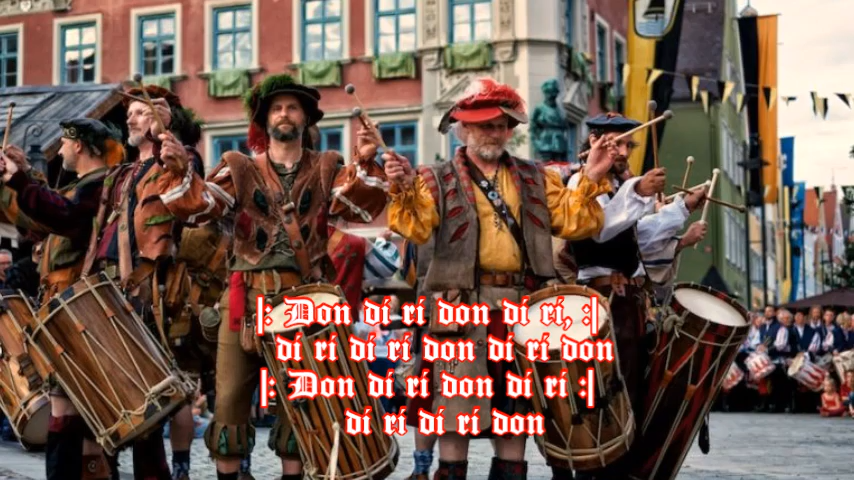 |: Don di ri don di ri, :|
di ri di ri don di ri don
|: Don di ri don di ri :|
di ri di ri don